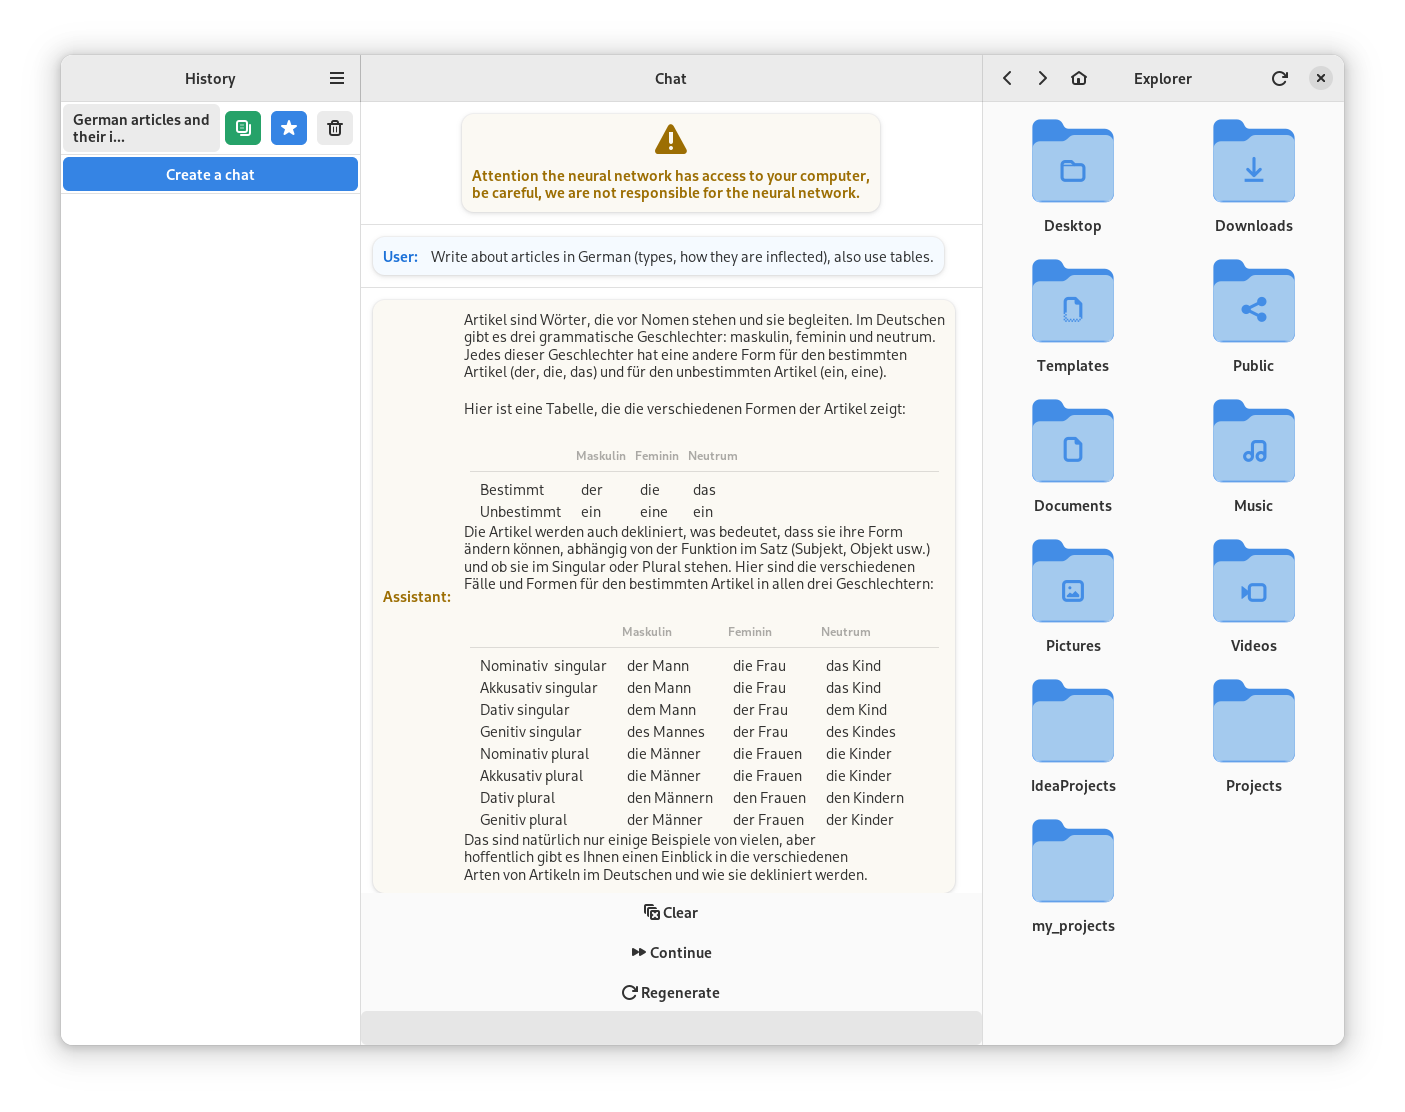 History
German articles and
their i...
Create a chat
Chat
Attention the neural network has access to your computer,
be careful, we are not responsible for the neural network.
User: Write about articles in German (types, how they are inflected), also use tables.
Assistant:
Artikel sind Wörter, die vor Nomen stehen und sie begleiten. Im Deutschen
gibt es drei grammatische Geschlechter: maskulin, feminin und neutrum.
Jedes dieser Geschlechter hat eine andere Form für den bestimmten
Artikel (der, die, das) und für den unbestimmten Artikel (ein, eine).
Hier ist eine Tabelle, die die verschiedenen Formen der Artikel zeigt:
Maskulin Feminin Neutrum
Bestimmt der die das
Unbestimmt ein eine ein
Die Artikel werden auch dekliniert, was bedeutet, dass sie ihre Form
ändern können, abhängig von der Funktion im Satz (Subjekt, Objekt usw.)
und ob sie im Singular oder Plural stehen. Hier sind die verschiedenen
Fälle und Formen für den bestimmten Artikel in allen drei Geschlechtern:
Maskulin Feminin Neutrum
Nominativ singular der Mann die Frau das Kind
Akkusativ singular den Mann die Frau das Kind
Dativ singular dem Mann der Frau dem Kind
Genitiv singular des Mannes der Frau des Kindes
Nominativ plural die Männer die Frauen die Kinder
Akkusativ plural die Männer die Frauen die Kinder
Dativ plural den Männern den Frauen den Kindern
Genitiv plural der Männer der Frauen der Kinder
Das sind natürlich nur einige Beispiele von vielen, aber
hoffentlich gibt es Ihnen einen Einblick in die verschiedenen
Arten von Artikeln im Deutschen und wie sie dekliniert werden.
Clear
Continue
Regenerate
Explorer
Desktop Downloads
Templates Public
Documents Music
Pictures Videos
IdeaProjects Projects
my_projects